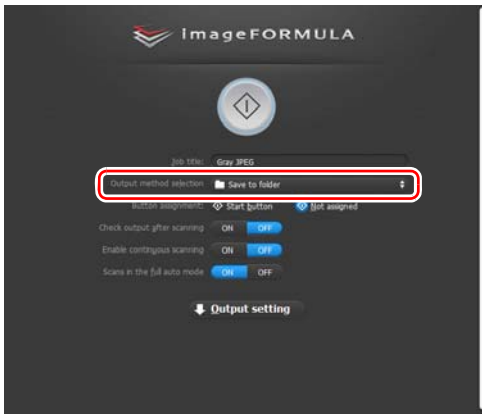 imageFORMULA
Job title: Gray JPEG
Output method selection Save to folder
Button assignment: Start button Not assigned
Check output after scanning ON OFF
Enable continuous scanning ON OFF
Scans in the full auto mode ON OFF
Output setting